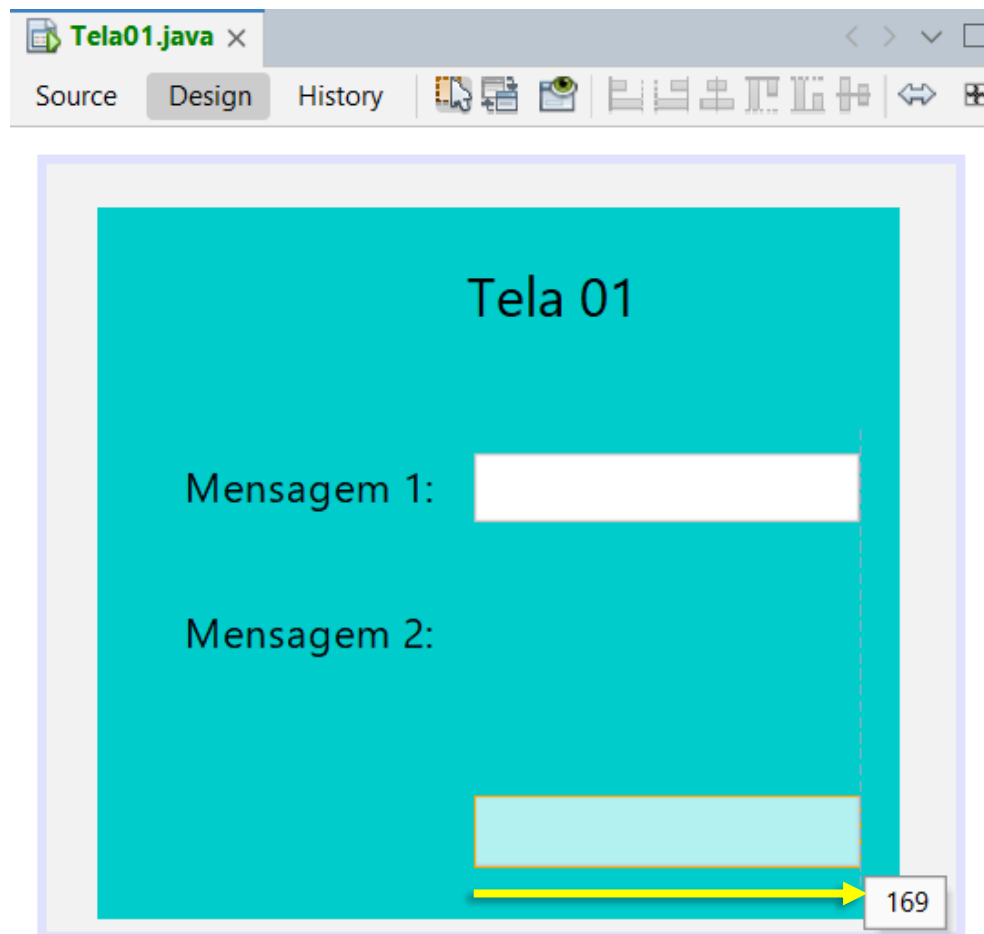 Tela01.java
Source Design History
Tela 01
Mensagem 1:
Mensagem 2:
169